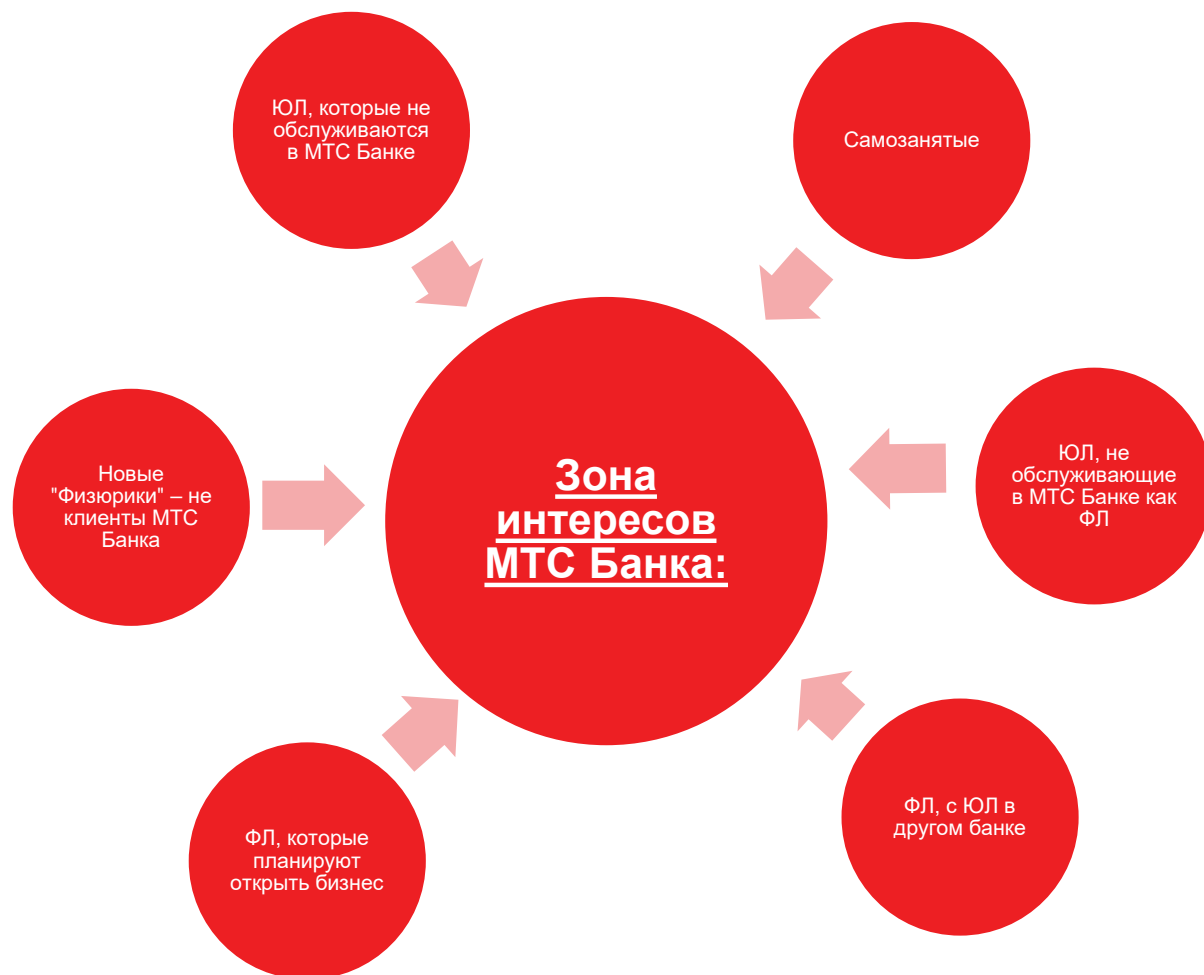 ЮЛ, которые не
обслуживаются
в МТС Банке
Самозанятые
Зона
интересов
МТС Банка:
Новые
"Физюрики" – не
клиенты МТС
Банка
ЮЛ, не
обслуживающие
в МТС Банке как
ФЛ
ФЛ, которые
планируют
открыть бизнес
ФЛ, с ЮЛ в
другом банке